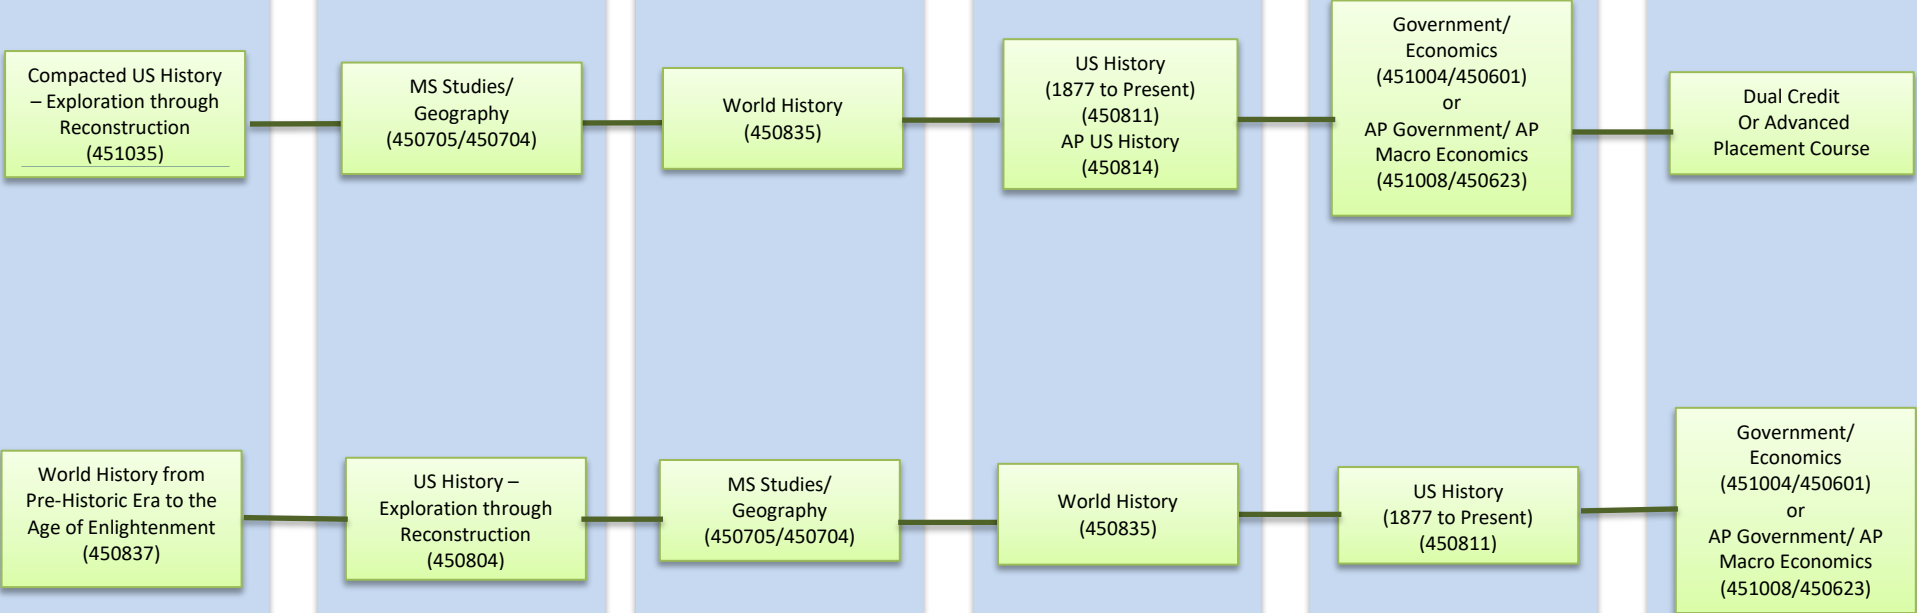 Compacted US History
– Exploration through
Reconstruction
(451035)
MS Studies/
Geography
(450705/450704)
World History
(450835)
US History
(1877 to Present)
(450811)
AP US History
(450814)
Government/
Economics
(451004/450601)
or
AP Government/ AP
Macro Economics
(451008/450623)
Dual Credit
Or Advanced
Placement Course
World History from
Pre-Historic Era to the
Age of Enlightenment
(450837)
US History –
Exploration through
Reconstruction
(450804)
MS Studies/
Geography
(450705/450704)
World History
(450835)
US History
(1877 to Present)
(450811)
Government/
Economics
(451004/450601)
or
AP Government/ AP
Macro Economics
(451008/450623)